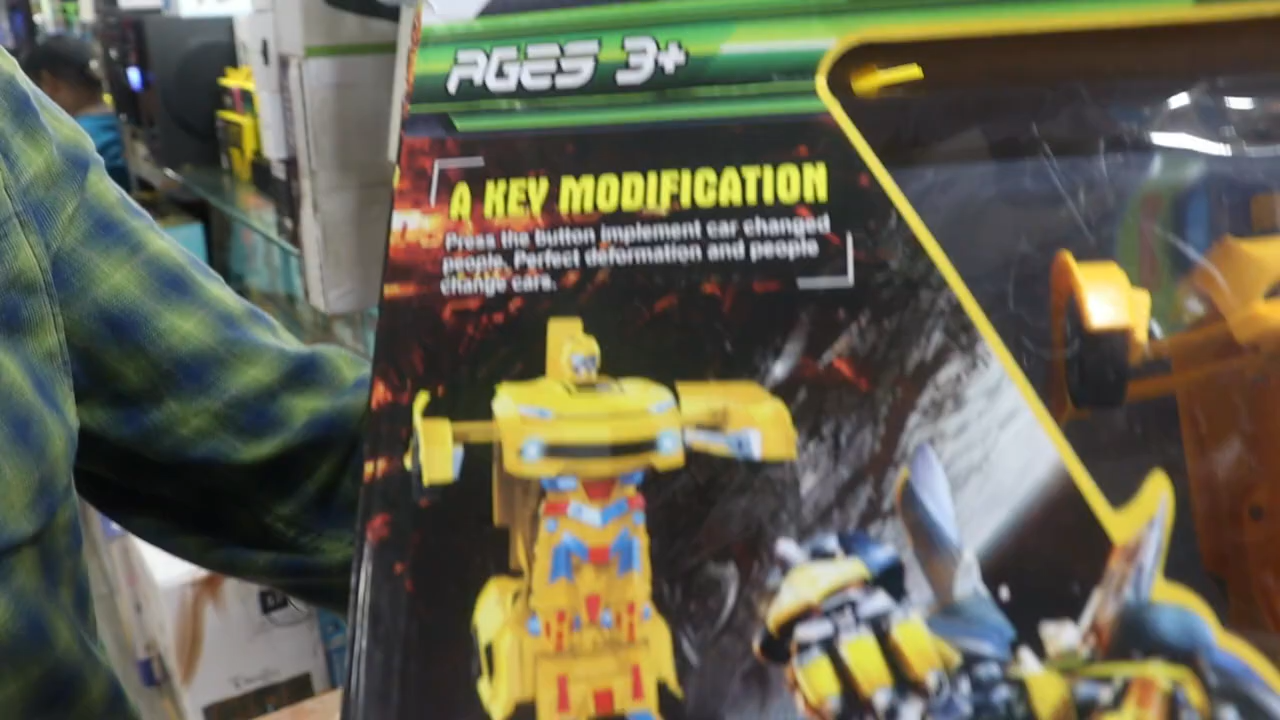 AGES 3+
A KEY MODIFICATION
Press the button implement car changed
people. Perfect deformation and people
change cars.